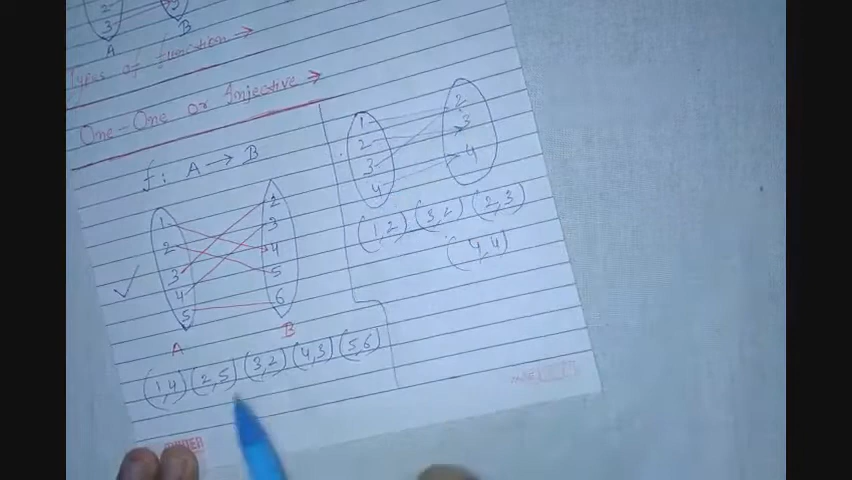 2
3
A
B
Types of function →
One-One or Injective →
f: A → B
1
2
3
4
5
2
3
4
5
6
A
B
(1,4) (2,5) (3,2) (4,3) (5,6)
1
2
3
4
2
3
4
(1,2) (3,2) (2,3)
(4,4)